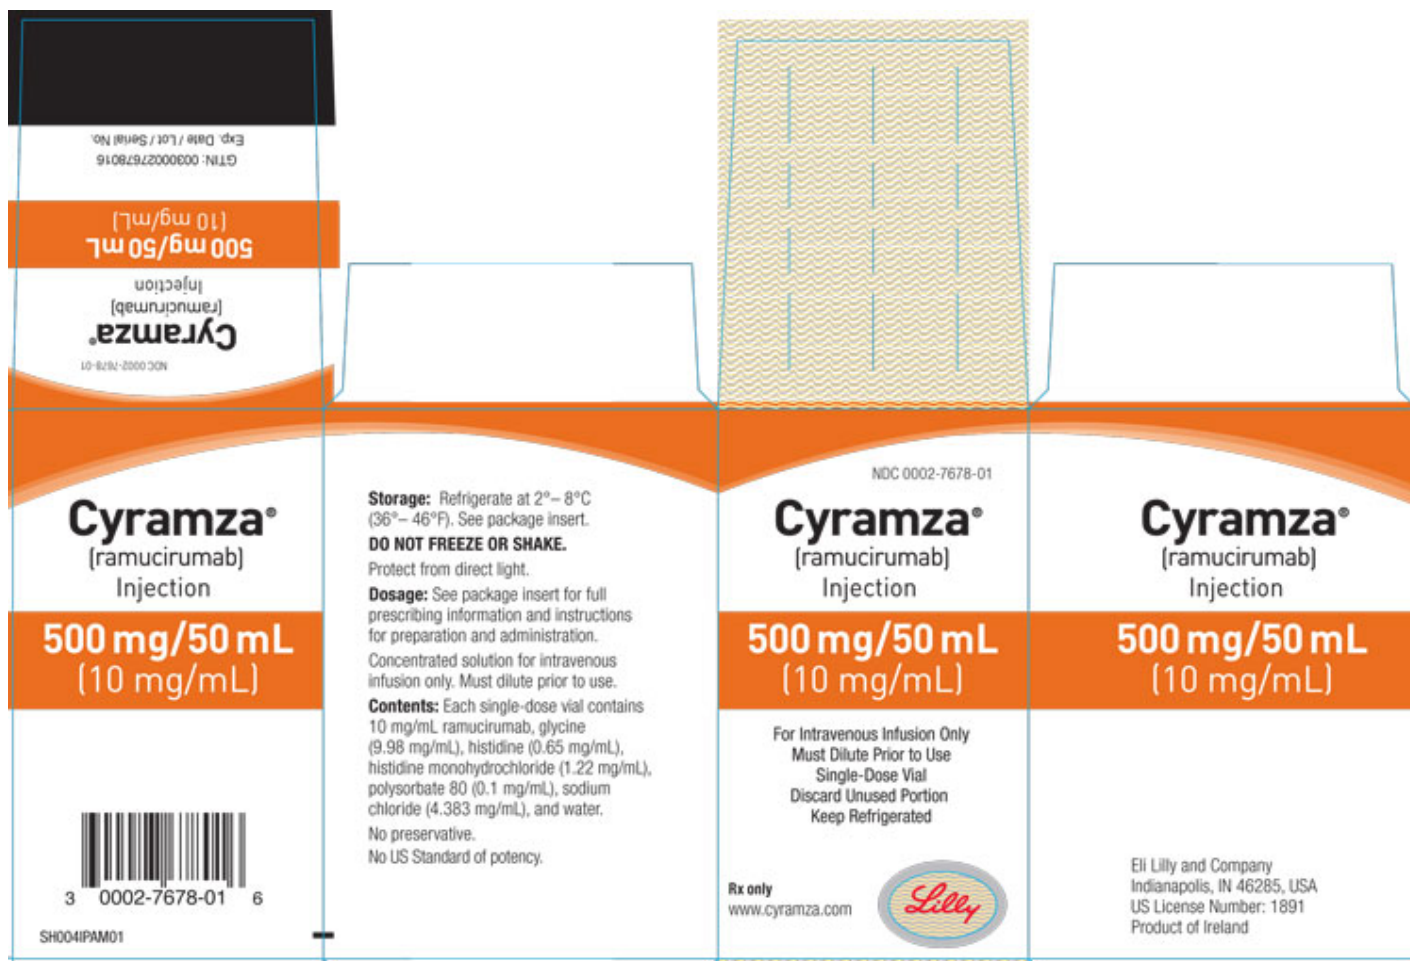 Exp. Date / Lot / Serial No.
GTIN: 00300027678016
500 mg/50 mL
(10 mg/mL)
Cyramza®
(ramucirumab)
Injection
NDC 0002-7678-01
Cyramza®
(ramucirumab)
Injection
500 mg/50 mL
(10 mg/mL)
3 0002-7678-01 6
SH004IPAM01
Storage: Refrigerate at 2°– 8°C
(36°– 46°F). See package insert.
DO NOT FREEZE OR SHAKE.
Protect from direct light.
Dosage: See package insert for full
prescribing information and instructions
for preparation and administration.
Concentrated solution for intravenous
infusion only. Must dilute prior to use.
Contents: Each single-dose vial contains
10 mg/mL ramucirumab, glycine
(9.98 mg/mL), histidine (0.65 mg/mL),
histidine monohydrochloride (1.22 mg/mL),
polysorbate 80 (0.1 mg/mL), sodium
chloride (4.383 mg/mL), and water.
No preservative.
No US Standard of potency.
NDC 0002-7678-01
Cyramza®
(ramucirumab)
Injection
500 mg/50 mL
(10 mg/mL)
For Intravenous Infusion Only
Must Dilute Prior to Use
Single-Dose Vial
Discard Unused Portion
Keep Refrigerated
Rx only
www.cyramza.com
Lilly
Cyramza®
(ramucirumab)
Injection
500 mg/50 mL
(10 mg/mL)
Eli Lilly and Company
Indianapolis, IN 46285, USA
US License Number: 1891
Product of Ireland